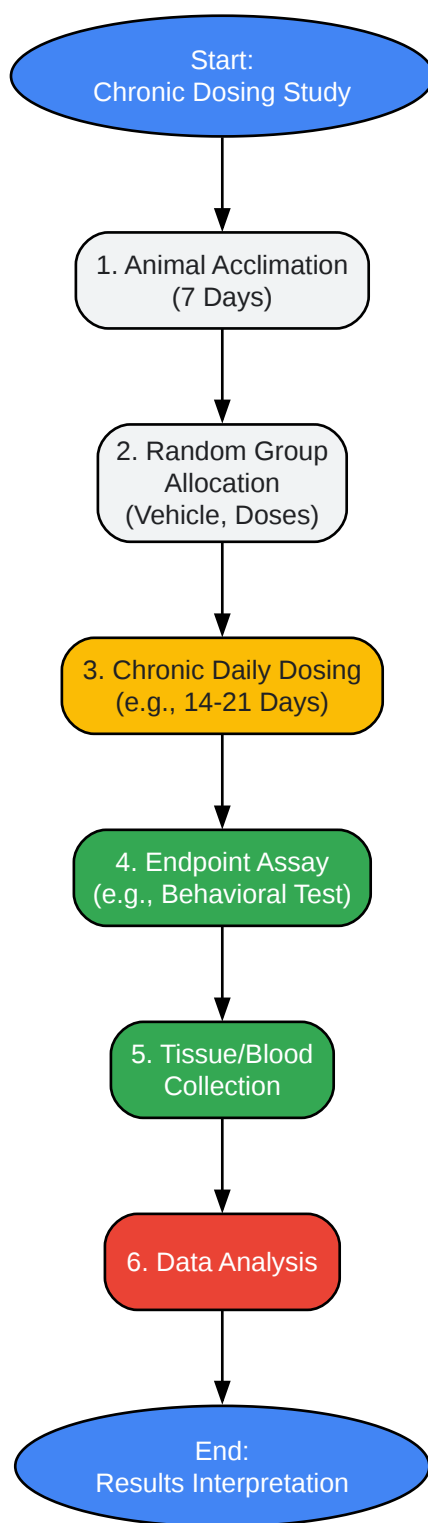 Start:
Chronic Dosing Study
1. Animal Acclimation
(7 Days)
2. Random Group
Allocation
(Vehicle, Doses)
3. Chronic Daily Dosing
(e.g., 14-21 Days)
4. Endpoint Assay
(e.g., Behavioral Test)
5. Tissue/Blood
Collection
6. Data Analysis
End:
Results Interpretation